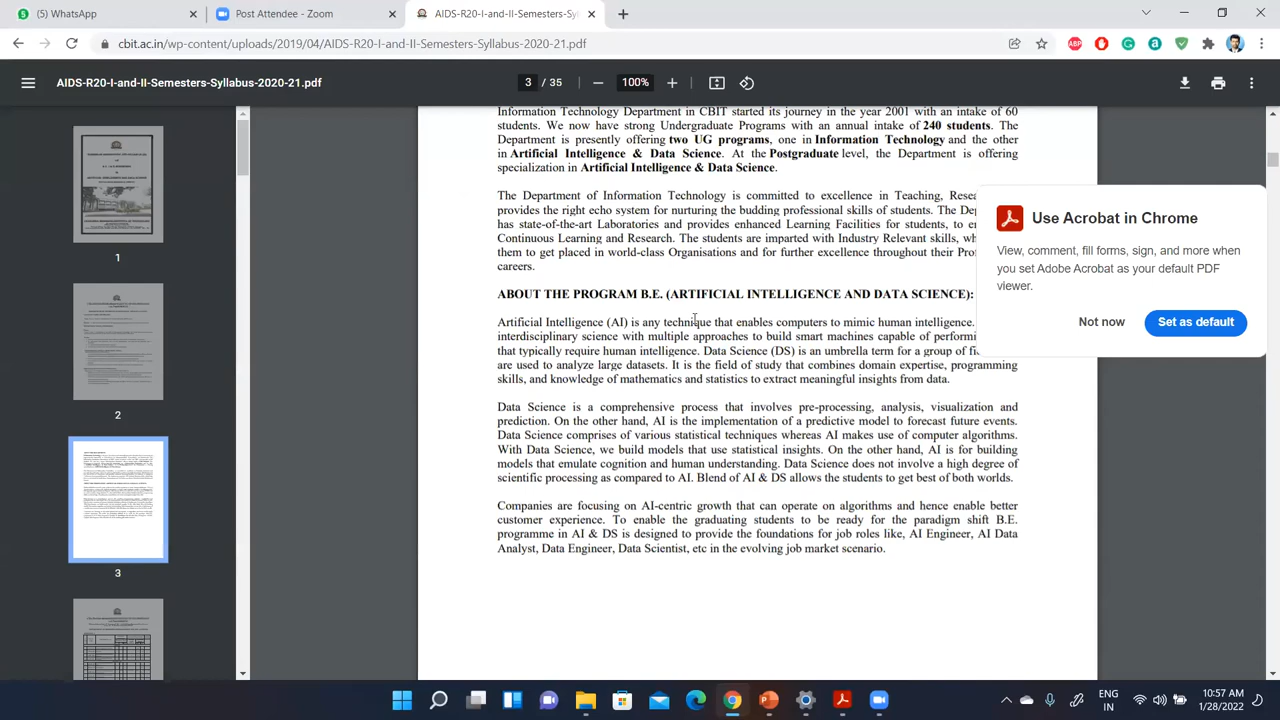 (5) WhatsApp
Post Attendee - Zoom
AIDS-R20-I-and-II-Semesters-Sy
cbit.ac.in/wp-content/uploads/2019/04/AIDS-R20-I-and-II-Semesters-Syllabus-2020-21.pdf
AIDS-R20-I-and-II-Semesters-Syllabus-2020-21.pdf
3 / 35
100%
1
2
3
Information Technology Department in CBIT started its journey in the year 2001 with an intake of 60
students. We now have strong Undergraduate Programs with an annual intake of 240 students. The
Department is presently offering two UG programs, one in Information Technology and the other
in Artificial Intelligence & Data Science. At the Postgraduate level, the Department is offering
specialization in Artificial Intelligence & Data Science.
The Department of Information Technology is committed to excellence in Teaching, Resea
provides the right echo system for nurturing the budding professional skills of students. The Dep
has state-of-the-art Laboratories and provides enhanced Learning Facilities for students, to en
Continuous Learning and Research. The students are imparted with Industry Relevant skills, wh
them to get placed in world-class Organisations and for further excellence throughout their Prof
careers.
ABOUT THE PROGRAM B.E. (ARTIFICIAL INTELLIGENCE AND DATA SCIENCE):
Artificial Intelligence (AI) is any technique that enables computers to mimic human intelligence.
interdisciplinary science with multiple approaches to build smart machines capable of performi
that typically require human intelligence. Data Science (DS) is an umbrella term for a group of fi
are used to analyze large datasets. It is the field of study that combines domain expertise, programming
skills, and knowledge of mathematics and statistics to extract meaningful insights from data.
Data Science is a comprehensive process that involves pre-processing, analysis, visualization and
prediction. On the other hand, AI is the implementation of a predictive model to forecast future events.
Data Science comprises of various statistical techniques whereas AI makes use of computer algorithms.
With Data Science, we build models that use statistical insights. On the other hand, AI is for building
models that emulate cognition and human understanding. Data Science does not involve a high degree of
scientific processing as compared to AI. Blend of AI & DS allows the students to get best of both worlds.
Companies are focusing on AI-centric growth that can operate on algorithms and hence enable better
customer experience. To enable the graduating students to be ready for the paradigm shift B.E.
programme in AI & DS is designed to provide the foundations for job roles like, AI Engineer, AI Data
Analyst, Data Engineer, Data Scientist, etc in the evolving job market scenario.
Use Acrobat in Chrome
View, comment, fill forms, sign, and more when
you set Adobe Acrobat as your default PDF
viewer.
Not now
Set as default
ENG
IN
10:57 AM
1/28/2022